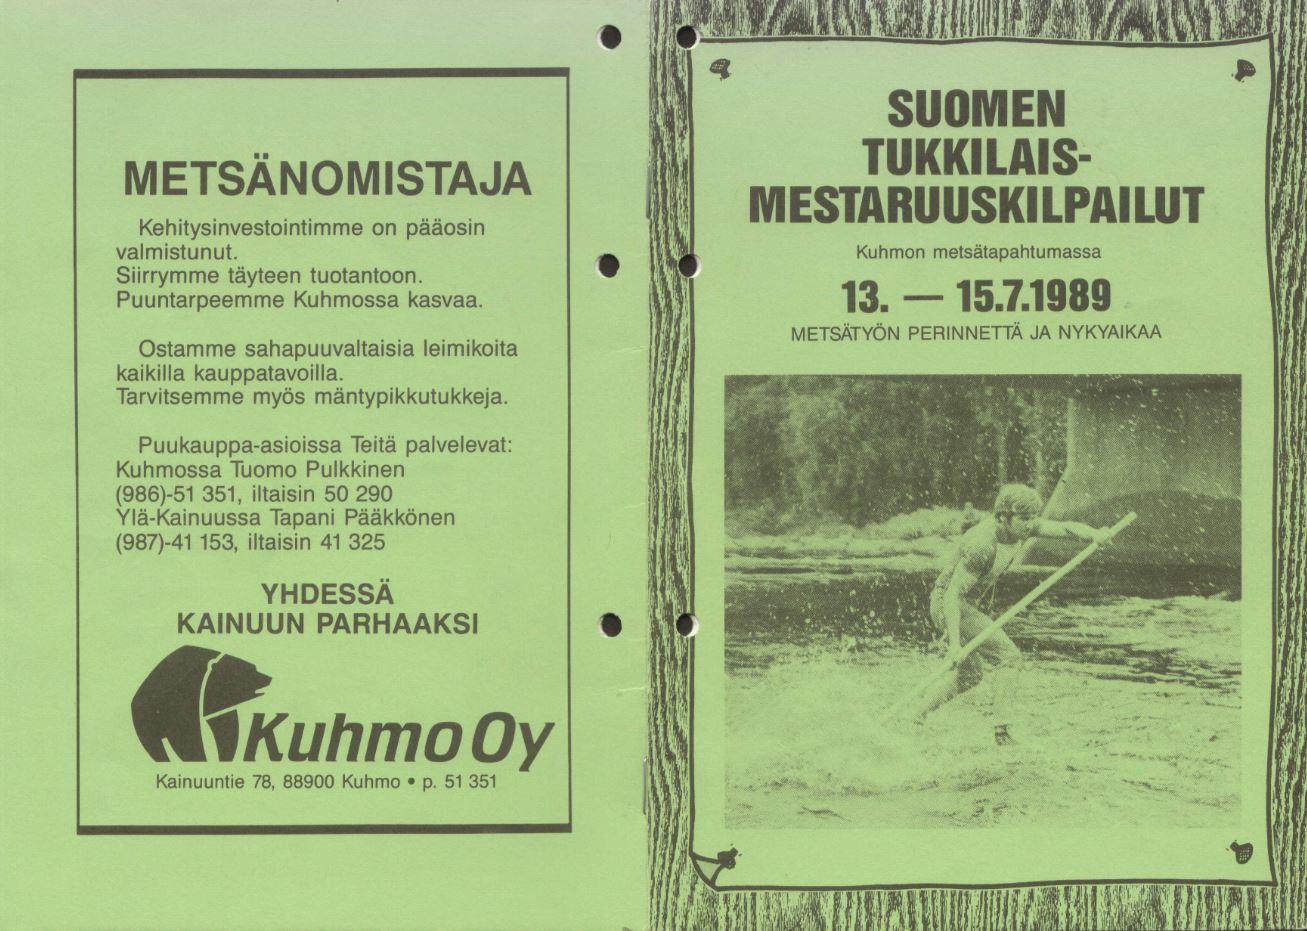 METSÄNOMISTAJA
Kehitysinvestointimme on pääosin
valmistunut.
Siirrymme täyteen tuotantoon.
Puuntarpeemme Kuhmossa kasvaa.
Ostamme sahapuuvaltaisia leimikoita
kaikilla kauppatavoilla.
Tarvitsemme myös mäntypikkutukkeja.
Puukauppa-asioissa Teitä palvelevat:
Kuhmossa Tuomo Pulkkinen
(986)-51 351, iltaisin 50 290
Ylä-Kainuussa Tapani Pääkkönen
(987)-41 153, iltaisin 41 325
YHDESSÄ
KAINUUN PARHAAKSI
Kuhmo Oy
Kainuuntie 78, 88900 Kuhmo • p. 51 351
SUOMEN
TUKKILAIS-
MESTARUUSKILPAILUT
Kuhmon metsätapahtumassa
13. — 15.7.1989
METSÄTYÖN PERINNETTÄ JA NYKYAIKAA